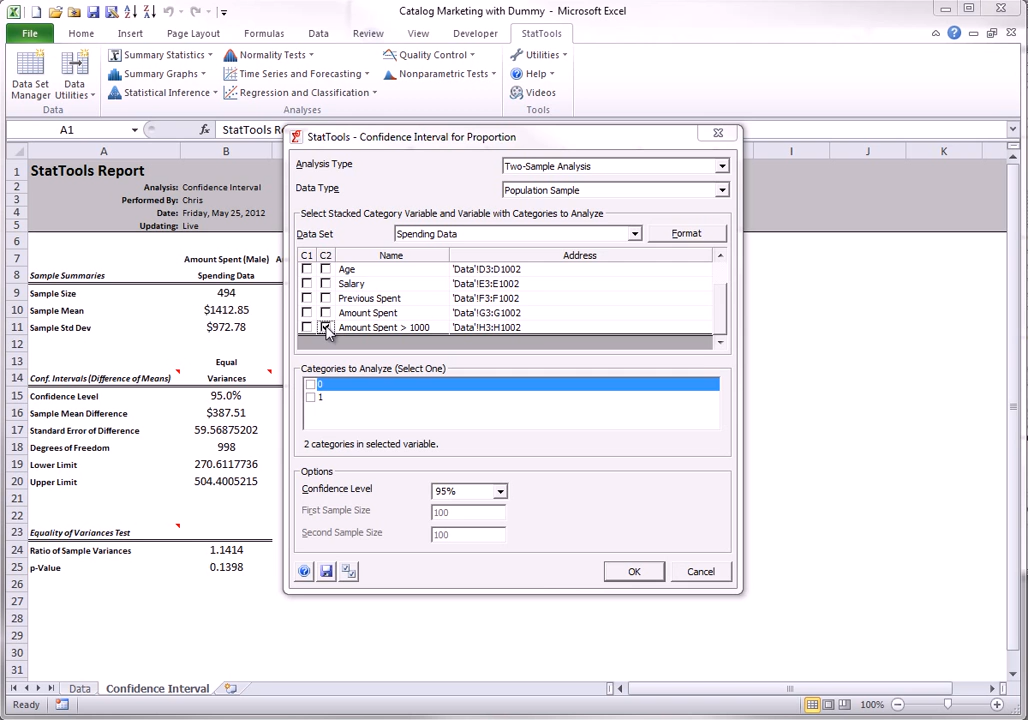 Catalog Marketing with Dummy - Microsoft Excel
File Home Insert Page Layout Formulas Data Review View Developer StatTools
Data Set Manager
Data Utilities
Data
Summary Statistics
Summary Graphs
Statistical Inference
Normality Tests
Time Series and Forecasting
Regression and Classification
Analyses
Quality Control
Nonparametric Tests
Utilities
Help
Videos
Tools
A1 fx StatTools R
A B I J K
1 StatTools Report
2 Analysis: Confidence Interval
3 Performed By: Chris
4 Date: Friday, May 25, 2012
5 Updating: Live
6
7 Amount Spent (Male) A
8 Sample Summaries Spending Data
9 Sample Size 494
10 Sample Mean $1412.85
11 Sample Std Dev $972.78
12
13 Equal
14 Conf. Intervals (Difference of Means) Variances
15 Confidence Level 95.0%
16 Sample Mean Difference $387.51
17 Standard Error of Difference 59.56875202
18 Degrees of Freedom 998
19 Lower Limit 270.6117736
20 Upper Limit 504.4005215
21
22
23 Equality of Variances Test
24 Ratio of Sample Variances 1.1414
25 p-Value 0.1398
26
27
28
29
30
31
StatTools - Confidence Interval for Proportion
Analysis Type Two-Sample Analysis
Data Type Population Sample
Select Stacked Category Variable and Variable with Categories to Analyze
Data Set Spending Data Format
C1 C2 Name Address
Age 'Data'!D3:D1002
Salary 'Data'!E3:E1002
Previous Spent 'Data'!F3:F1002
Amount Spent 'Data'!G3:G1002
Amount Spent > 1000 'Data'!H3:H1002
Categories to Analyze (Select One)
0
1
2 categories in selected variable.
Options
Confidence Level 95%
First Sample Size 100
Second Sample Size 100
OK Cancel
Data Confidence Interval
Ready 100%